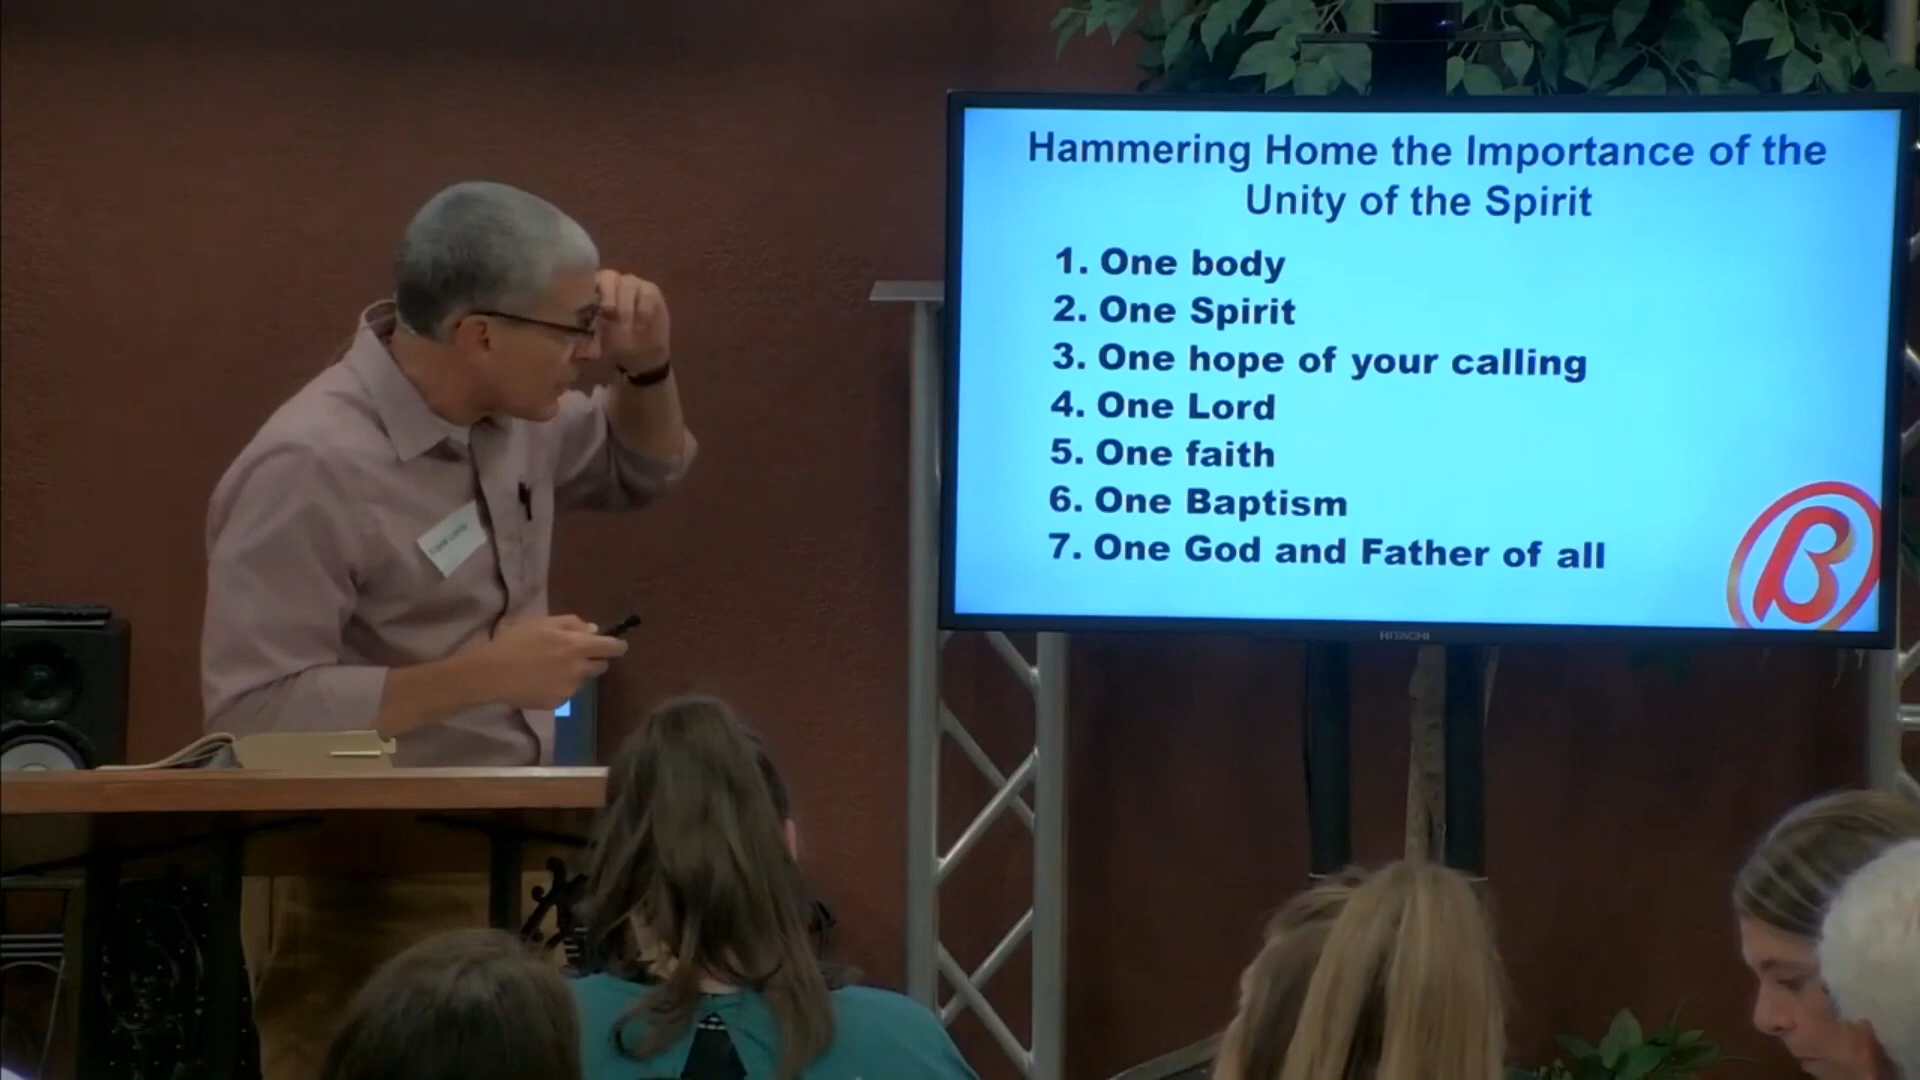 Hammering Home the Importance of the
Unity of the Spirit
1. One body
2. One Spirit
3. One hope of your calling
4. One Lord
5. One faith
6. One Baptism
7. One God and Father of all
B
HITACHI